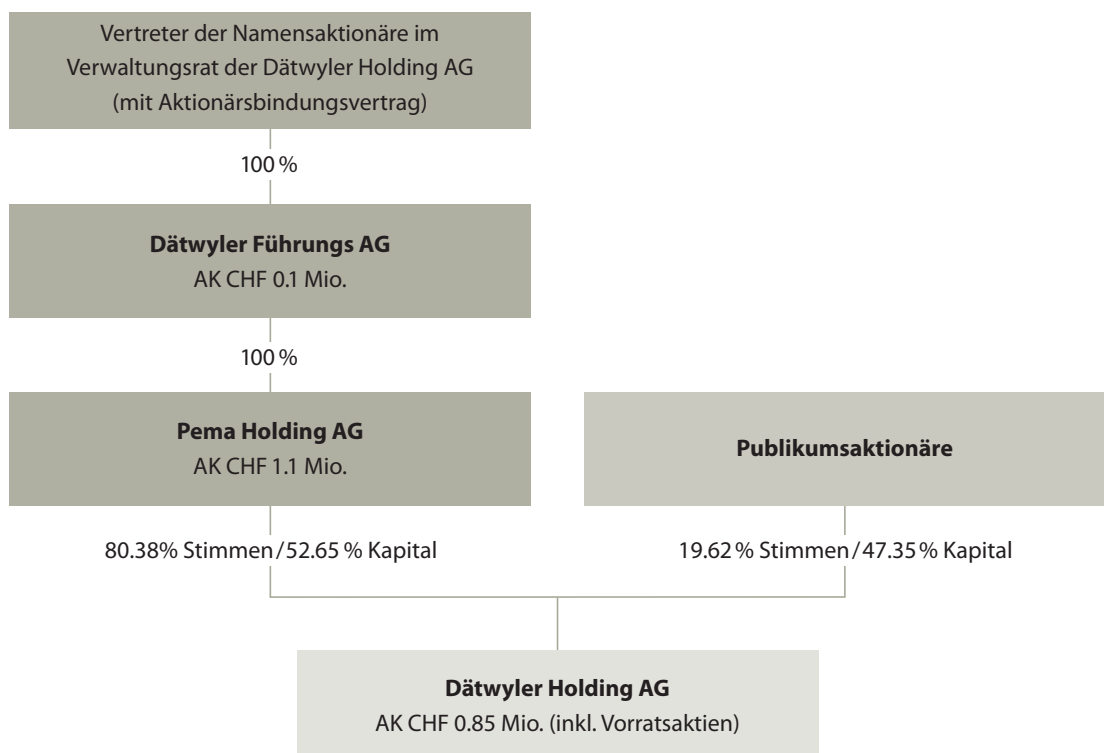 Vertreter der Namensaktionäre im
Verwaltungsrat der Dätwyler Holding AG
(mit Aktionärsbindungsvertrag)
100 %
Dätwyler Führungs AG
AK CHF 0.1 Mio.
100 %
Pema Holding AG
AK CHF 1.1 Mio.
Publikumsaktionäre
80.38% Stimmen / 52.65 % Kapital
19.62 % Stimmen / 47.35 % Kapital
Dätwyler Holding AG
AK CHF 0.85 Mio. (inkl. Vorratsaktien)